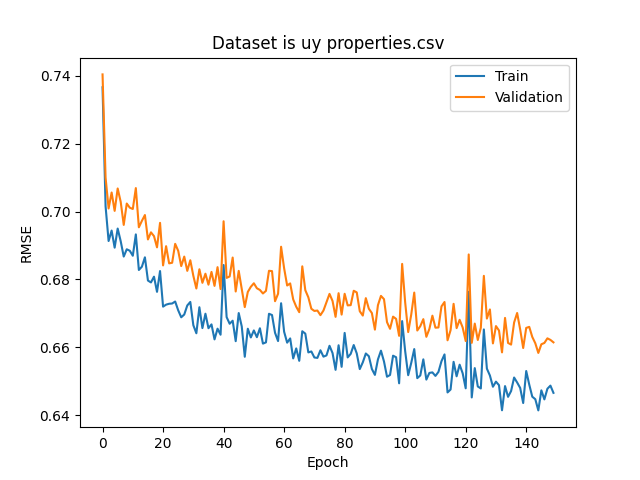 Dataset is uy properties.csv
Train
Validation
RMSE
0.74
0.72
0.70
0.68
0.66
0.64
0 20 40 60 80 100 120 140
Epoch